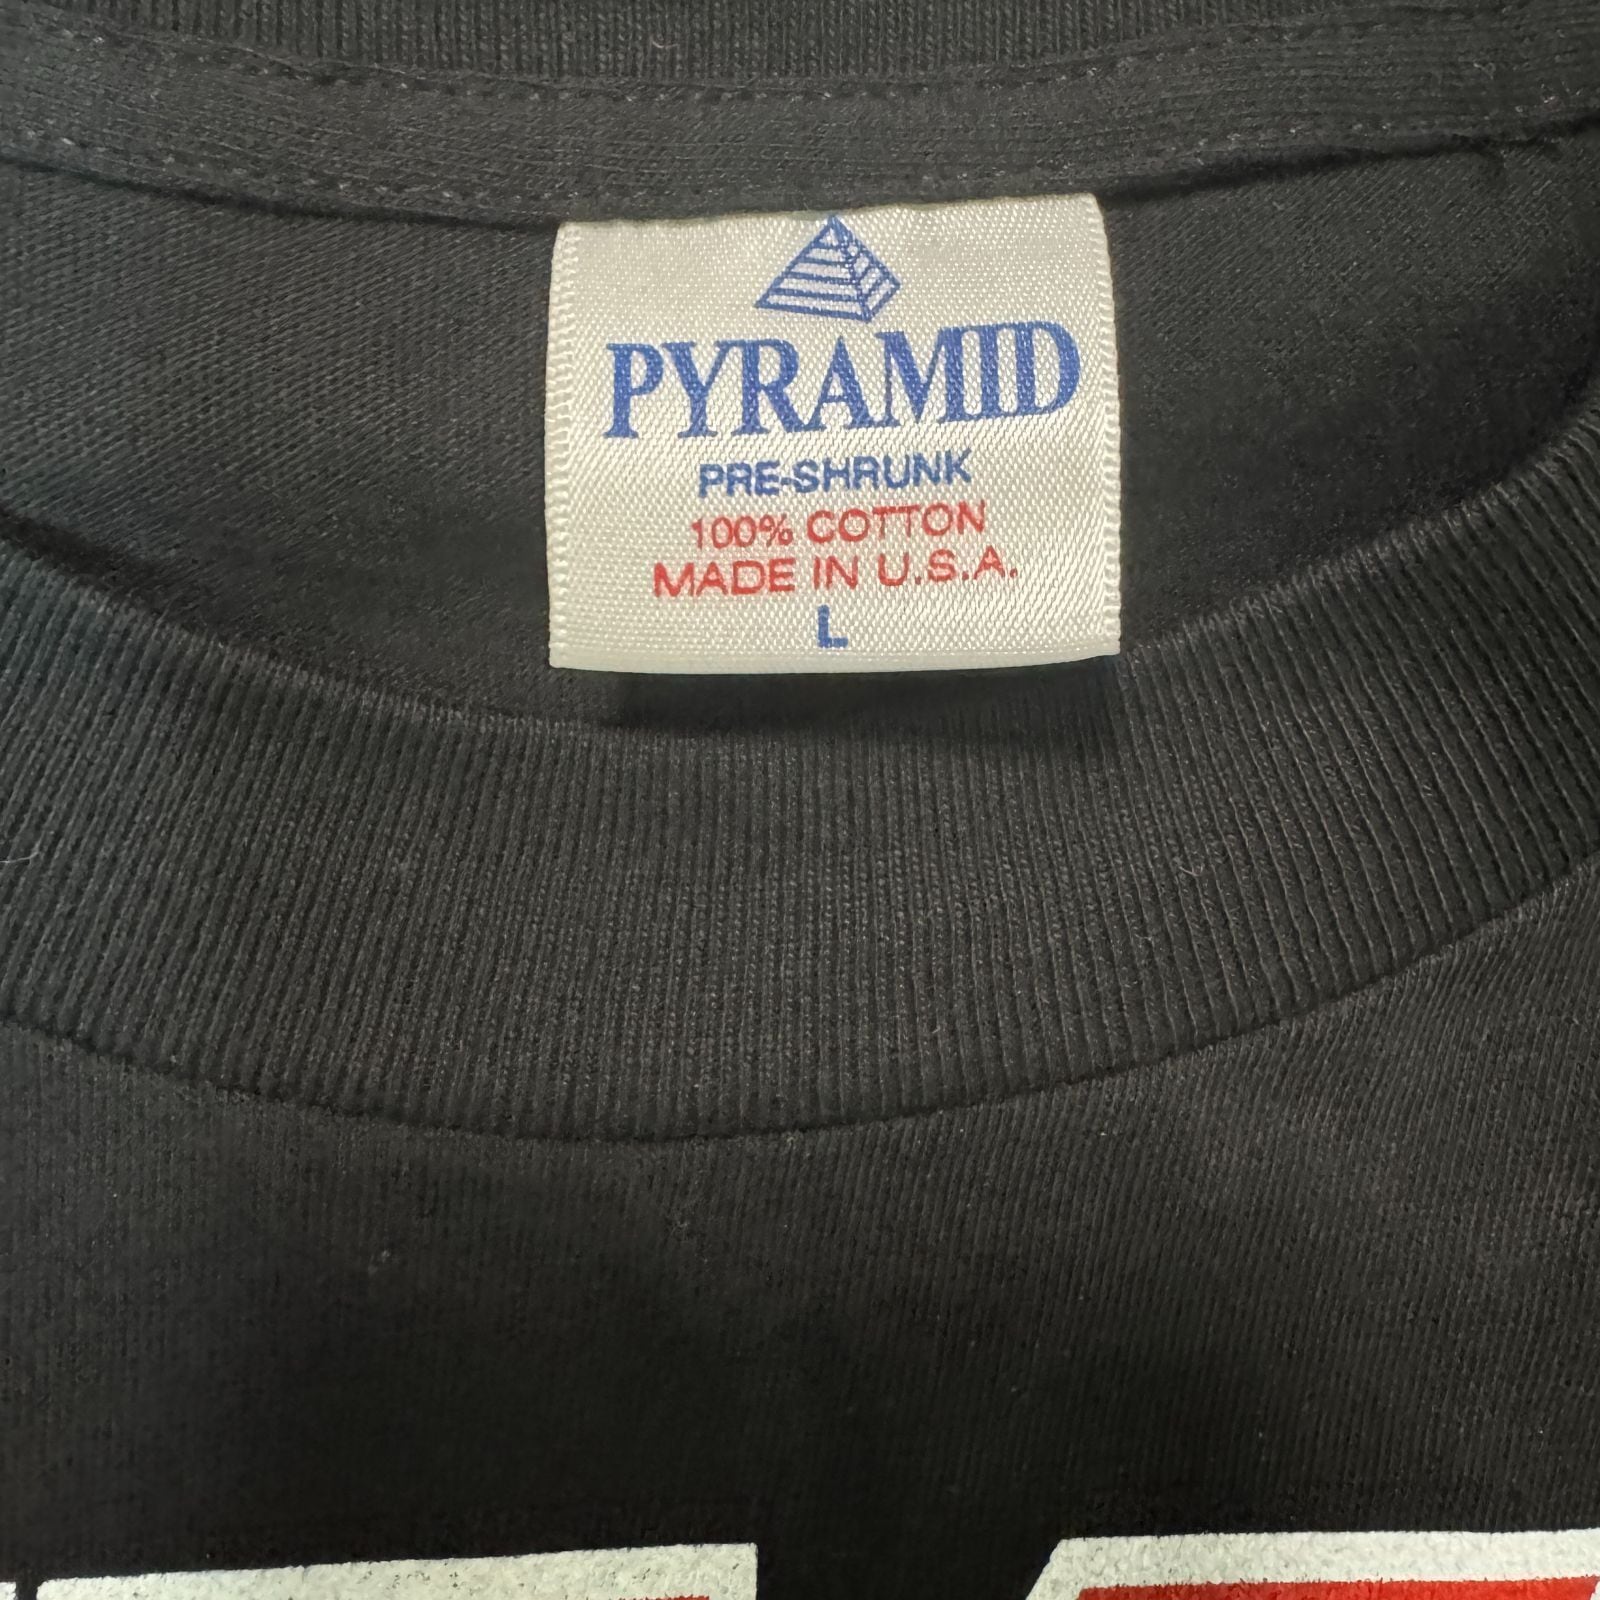 PYRAMID
PRE-SHRUNK
100% COTTON
MADE IN U.S.A.
L